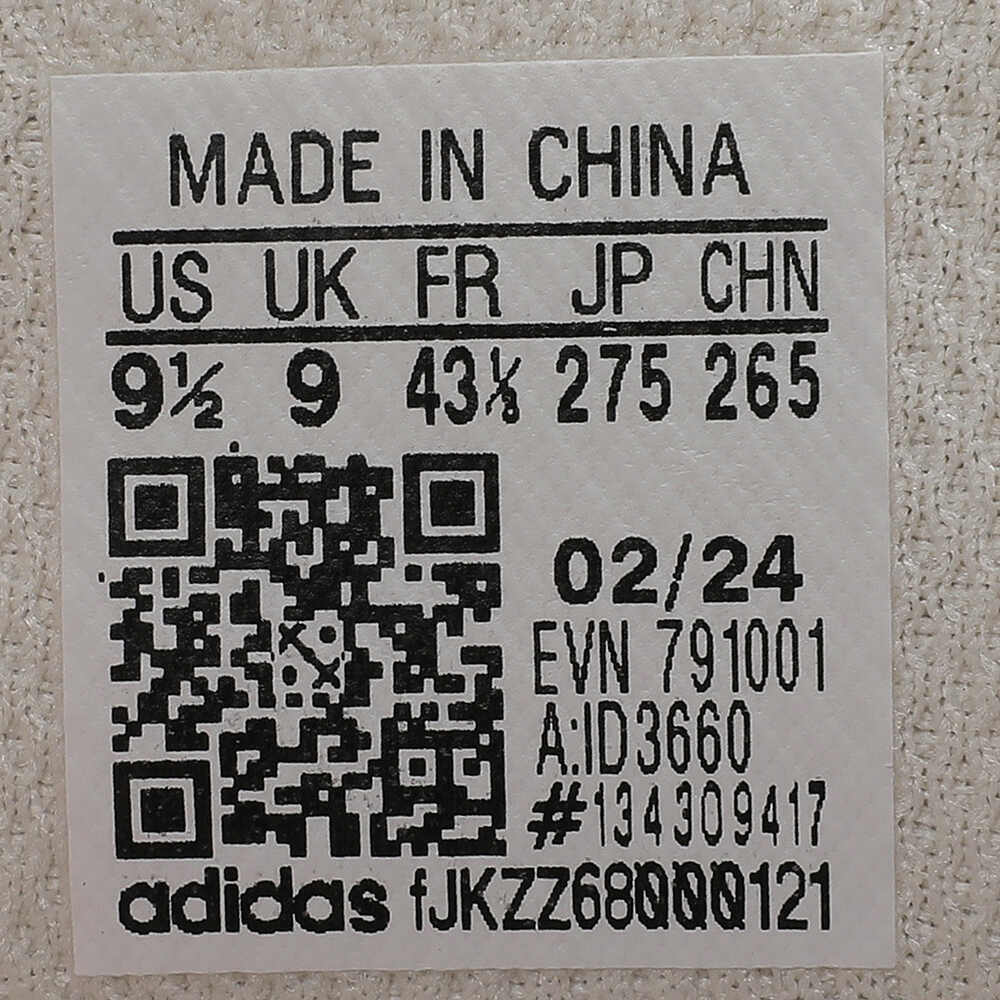 MADE IN CHINA
US UK FR JP CHN
9½ 9 43⅓ 275 265
02/24
EVN 791001
A:ID3660
#134309417
adidas fJKZZ68000121